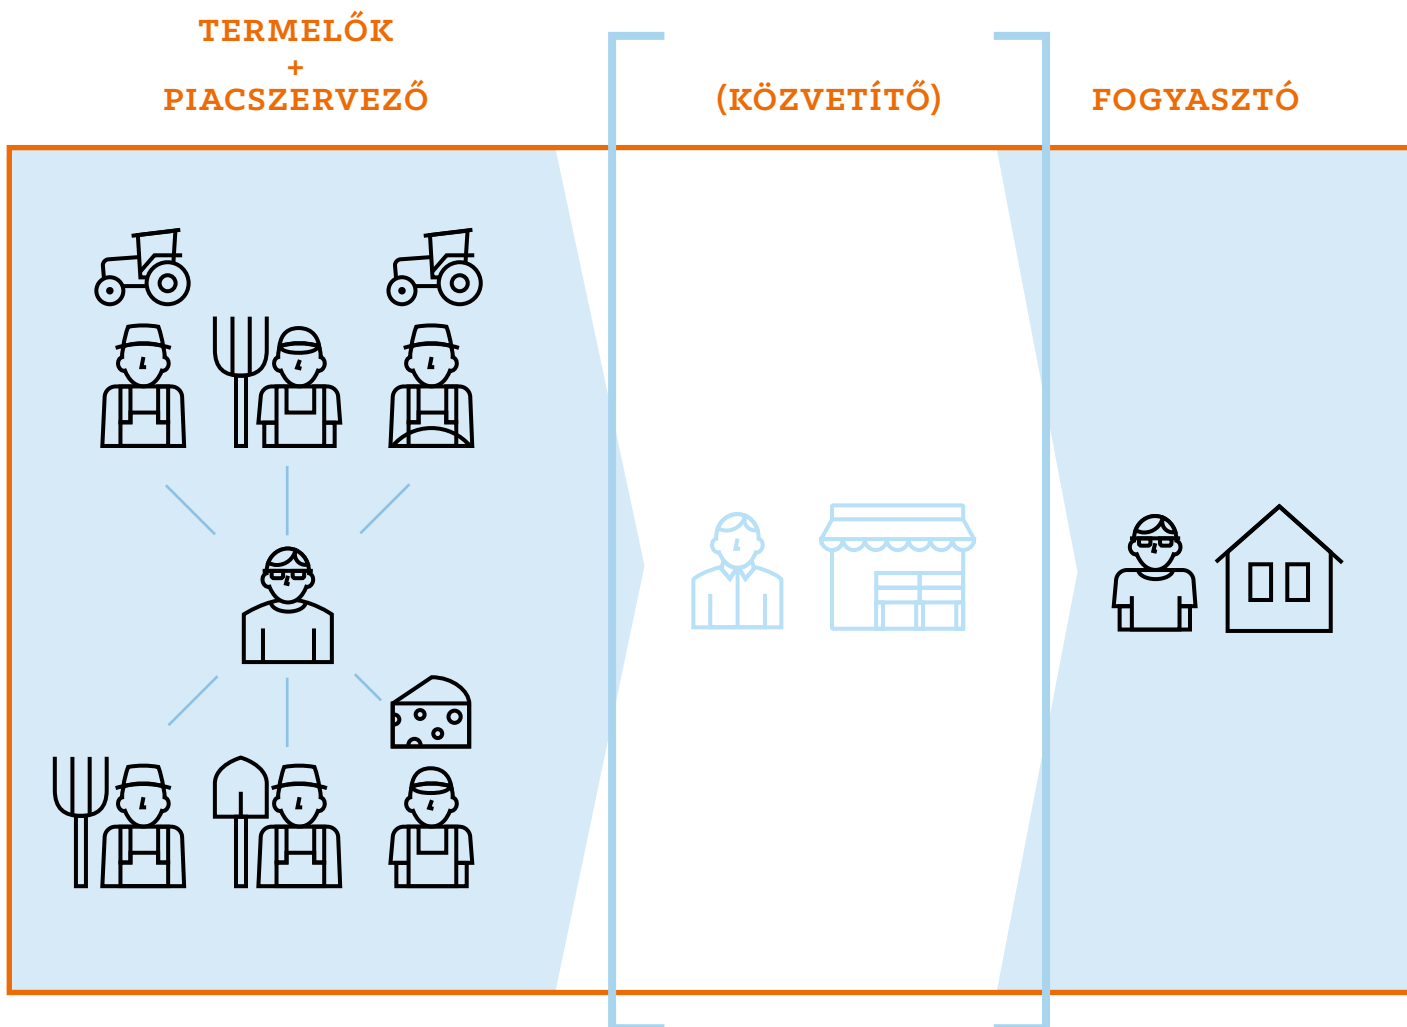 TERMELŐK
+
PIACSZERVEZŐ
(KÖZVETÍTŐ)
FOGYASZTÓ